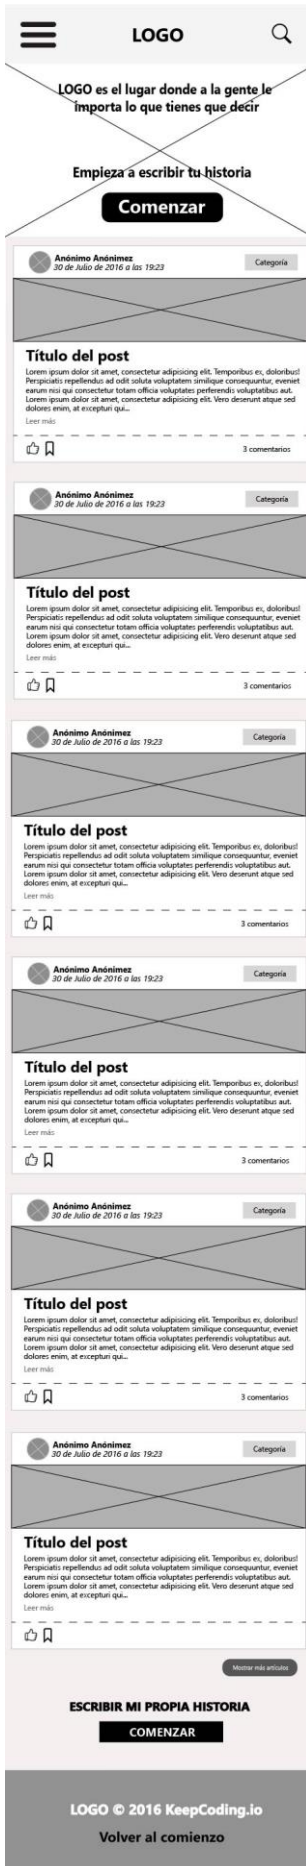 LOGO
LOGO es el lugar donde a la gente le
importa lo que tienes que decir
Empieza a escribir tu historia
Comenzar
Anónimo Anónimez
30 de Julio de 2016 a las 19:23
Categoría
Título del post
Lorem ipsum dolor sit amet, consectetur adipisicing elit. Temporibus ex, doloribus!
Perspiciatis repellendus ad odit soluta voluptatem similique consequuntur, eveniet
earum nisi qui consectetur totam officia voluptates perferendis voluptatibus aut.
Lorem ipsum dolor sit amet, consectetur adipisicing elit. Vero deserunt atque sed
dolores enim, at excepturi qui...
Leer más
3 comentarios
Anónimo Anónimez
30 de Julio de 2016 a las 19:23
Categoría
Título del post
Lorem ipsum dolor sit amet, consectetur adipisicing elit. Temporibus ex, doloribus!
Perspiciatis repellendus ad odit soluta voluptatem similique consequuntur, eveniet
earum nisi qui consectetur totam officia voluptates perferendis voluptatibus aut.
Lorem ipsum dolor sit amet, consectetur adipisicing elit. Vero deserunt atque sed
dolores enim, at excepturi qui...
Leer más
3 comentarios
Anónimo Anónimez
30 de Julio de 2016 a las 19:23
Categoría
Título del post
Lorem ipsum dolor sit amet, consectetur adipisicing elit. Temporibus ex, doloribus!
Perspiciatis repellendus ad odit soluta voluptatem similique consequuntur, eveniet
earum nisi qui consectetur totam officia voluptates perferendis voluptatibus aut.
Lorem ipsum dolor sit amet, consectetur adipisicing elit. Vero deserunt atque sed
dolores enim, at excepturi qui...
Leer más
3 comentarios
Anónimo Anónimez
30 de Julio de 2016 a las 19:23
Categoría
Título del post
Lorem ipsum dolor sit amet, consectetur adipisicing elit. Temporibus ex, doloribus!
Perspiciatis repellendus ad odit soluta voluptatem similique consequuntur, eveniet
earum nisi qui consectetur totam officia voluptates perferendis voluptatibus aut.
Lorem ipsum dolor sit amet, consectetur adipisicing elit. Vero deserunt atque sed
dolores enim, at excepturi qui...
Leer más
3 comentarios
Anónimo Anónimez
30 de Julio de 2016 a las 19:23
Categoría
Título del post
Lorem ipsum dolor sit amet, consectetur adipisicing elit. Temporibus ex, doloribus!
Perspiciatis repellendus ad odit soluta voluptatem similique consequuntur, eveniet
earum nisi qui consectetur totam officia voluptates perferendis voluptatibus aut.
Lorem ipsum dolor sit amet, consectetur adipisicing elit. Vero deserunt atque sed
dolores enim, at excepturi qui...
Leer más
3 comentarios
Anónimo Anónimez
30 de Julio de 2016 a las 19:23
Categoría
Título del post
Lorem ipsum dolor sit amet, consectetur adipisicing elit. Temporibus ex, doloribus!
Perspiciatis repellendus ad odit soluta voluptatem similique consequuntur, eveniet
earum nisi qui consectetur totam officia voluptates perferendis voluptatibus aut.
Lorem ipsum dolor sit amet, consectetur adipisicing elit. Vero deserunt atque sed
dolores enim, at excepturi qui...
Leer más
Mostrar más artículos
ESCRIBIR MI PROPIA HISTORIA
COMENZAR
LOGO © 2016 KeepCoding.io
Volver al comienzo